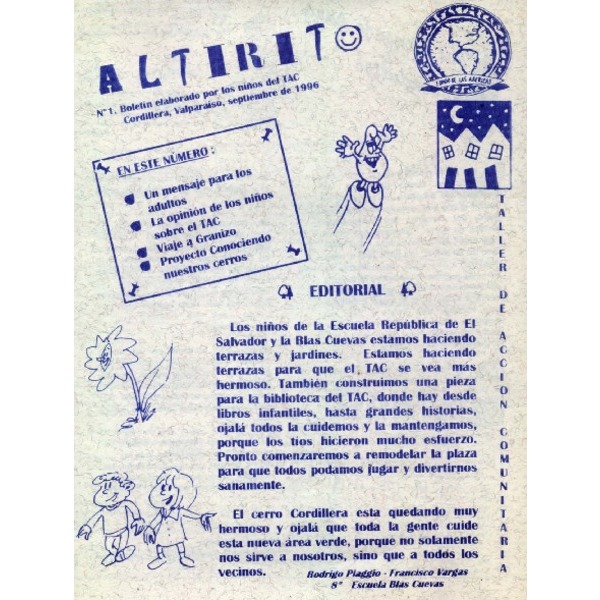 ALTIRITO
N°1. Boletín elaborado por los niños del TAC
Cordillera, Valparaíso, septiembre de 1996
FONDO DE LAS AMERICAS
EN ESTE NÚMERO :
Un mensaje para los
adultos
La opinión de los niños
sobre el TAC
Viaje a Granizo
Proyecto Conociendo
nuestros cerros
TALLER DE ACCION COMUNITARIA
EDITORIAL
Los niños de la Escuela República de El
Salvador y la Blas Cuevas estamos haciendo
terrazas y jardines. Estamos haciendo
terrazas para que el TAC se vea más
hermoso. También construimos una pieza
para la biblioteca del TAC, donde hay desde
libros infantiles, hasta grandes historias,
ojalá todos la cuidemos y la mantengamos,
porque los tíos hicieron mucho esfuerzo.
Pronto comenzaremos a remodelar la plaza
para que todos podamos jugar y divertirnos
sanamente.
El cerro Cordillera esta quedando muy
hermoso y ojalá que toda la gente cuide
esta nueva área verde, porque no solamente
nos sirve a nosotros, sino que a todos los
vecinos.
Rodrigo Piaggio - Francisco Vargas
8° Escuela Blas Cuevas